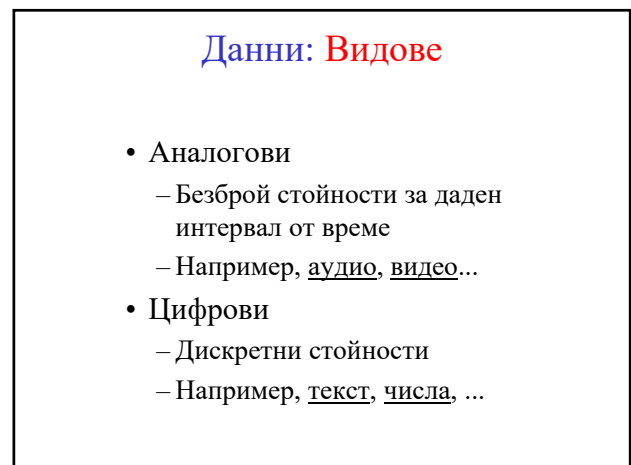 Данни: Видове
• Аналогови
– Безброй стойности за даден
интервал от време
– Например, аудио, видео...
• Цифрови
– Дискретни стойности
– Например, текст, числа, ...